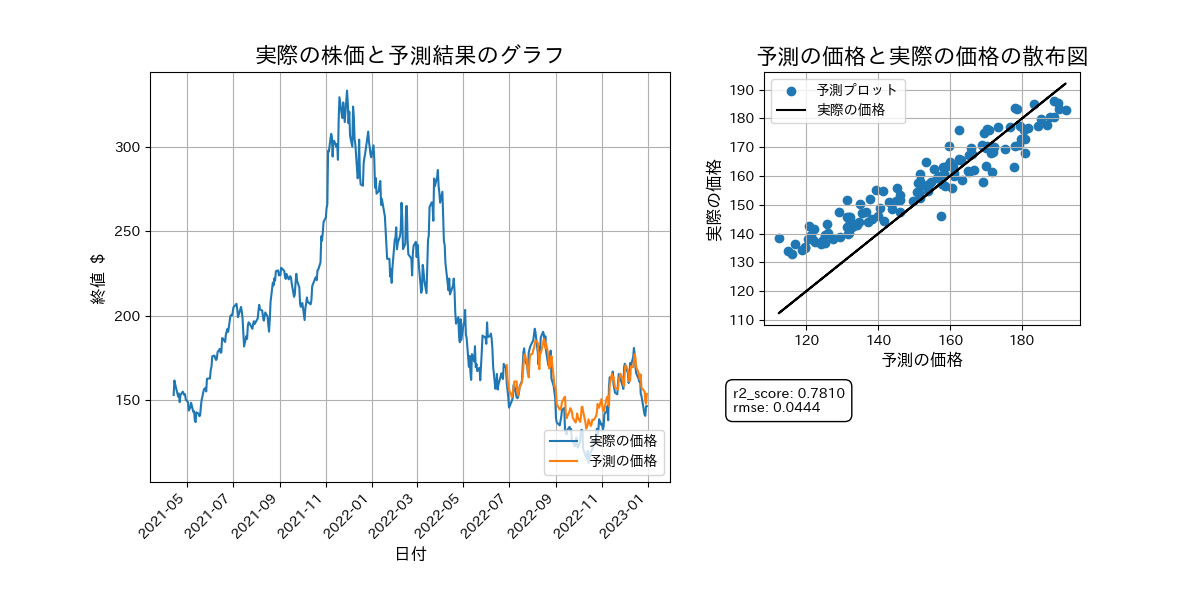 実際の株価と予測結果のグラフ
終値 $
300
250
200
150
2021-05
2021-07
2021-09
2021-11
2022-01
2022-03
2022-05
2022-07
2022-09
2022-11
2023-01
日付
実際の価格
予測の価格
予測の価格と実際の価格の散布図
予測プロット
実際の価格
実際の価格
190
180
170
160
150
140
130
120
110
120
140
160
180
予測の価格
r2_score: 0.7810
rmse: 0.0444